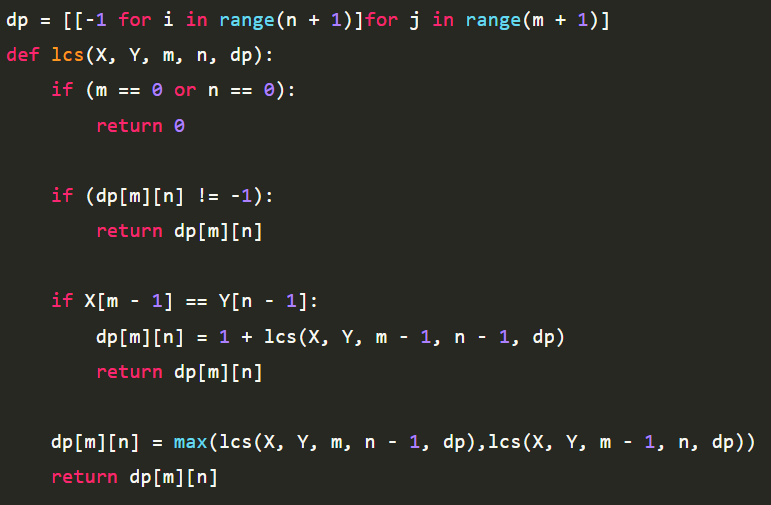 dp = [[-1 for i in range(n + 1)]for j in range(m + 1)]
def lcs(X, Y, m, n, dp):
    if (m == 0 or n == 0):
        return 0

    if (dp[m][n] != -1):
        return dp[m][n]

    if X[m - 1] == Y[n - 1]:
        dp[m][n] = 1 + lcs(X, Y, m - 1, n - 1, dp)
        return dp[m][n]

    dp[m][n] = max(lcs(X, Y, m, n - 1, dp),lcs(X, Y, m - 1, n, dp))
    return dp[m][n]